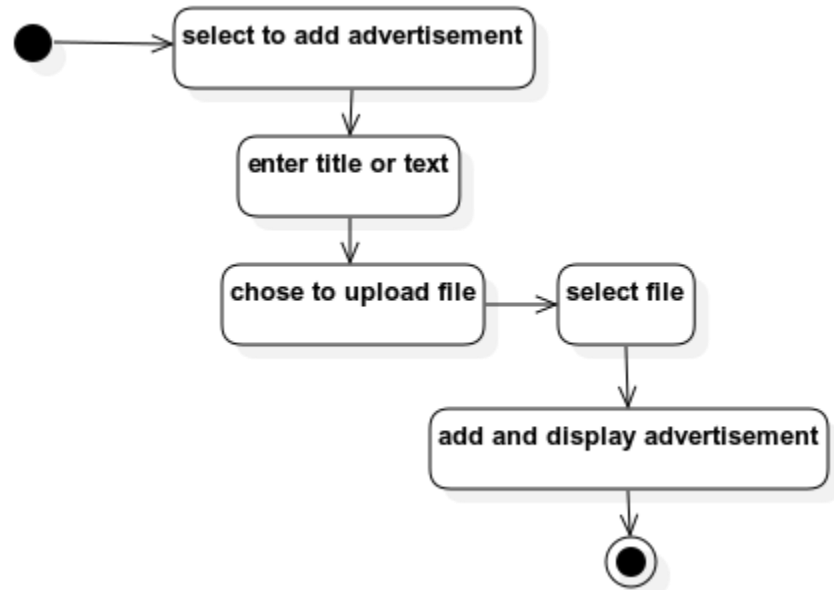 select to add advertisement
enter title or text
chose to upload file
select file
add and display advertisement